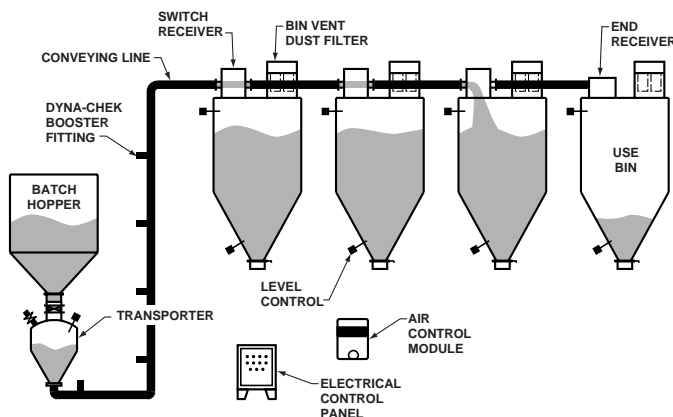 SWITCH
RECEIVER
BIN VENT
DUST FILTER
END
RECEIVER
CONVEYING LINE
DYNA-CHEK
BOOSTER
FITTING
USE
BIN
BATCH
HOPPER
LEVEL
CONTROL
TRANSPORTER
AIR
CONTROL
MODULE
ELECTRICAL
CONTROL
PANEL